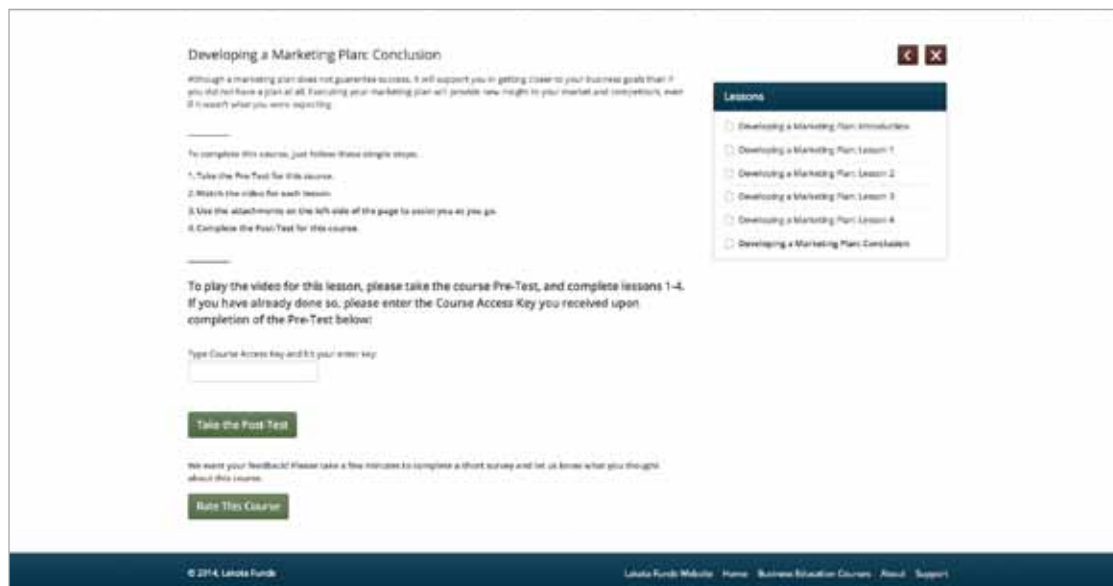 Developing a Marketing Plan: Conclusion
Although a marketing plan does not guarantee success, it will support you in getting closer to your business goals than if
you did not have a plan at all. Executing your marketing plan will provide new insight to your market and competitors, even
if it wasn't what you were expecting.
To complete this course, just follow these simple steps:
1. Take the Pre-Test for this course.
2. Watch the video for each lesson.
3. Use the attachments on the left side of the page to assist you as you go.
4. Complete the Post-Test for this course.
To play the video for this lesson, please take the course Pre-Test, and complete lessons 1-4.
If you have already done so, please enter the Course Access Key you received upon
completion of the Pre-Test below:
Type Course Access Key and hit your enter key:
Take the Post-Test
We want your feedback! Please take a few minutes to complete a short survey and let us know what you thought
about this course.
Rate This Course
Lessons
Developing a Marketing Plan: Introduction
Developing a Marketing Plan: Lesson 1
Developing a Marketing Plan: Lesson 2
Developing a Marketing Plan: Lesson 3
Developing a Marketing Plan: Lesson 4
Developing a Marketing Plan: Conclusion
© 2014, Lakota Funds
Lakota Funds Website Home Business Education Courses About Support